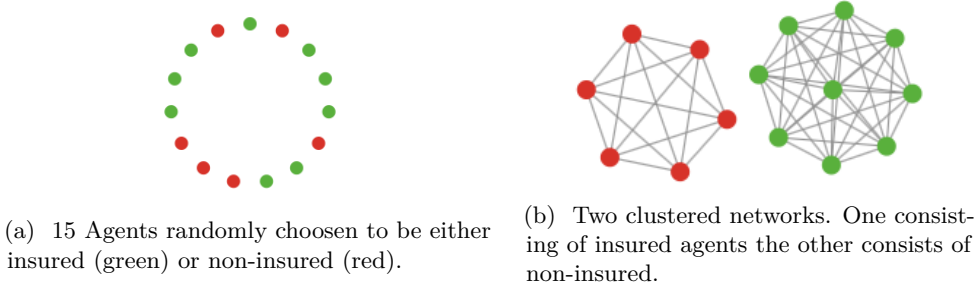 (a) 15 Agents randomly choosen to be either
insured (green) or non-insured (red).
(b) Two clustered networks. One consist-
ing of insured agents the other consists of
non-insured.